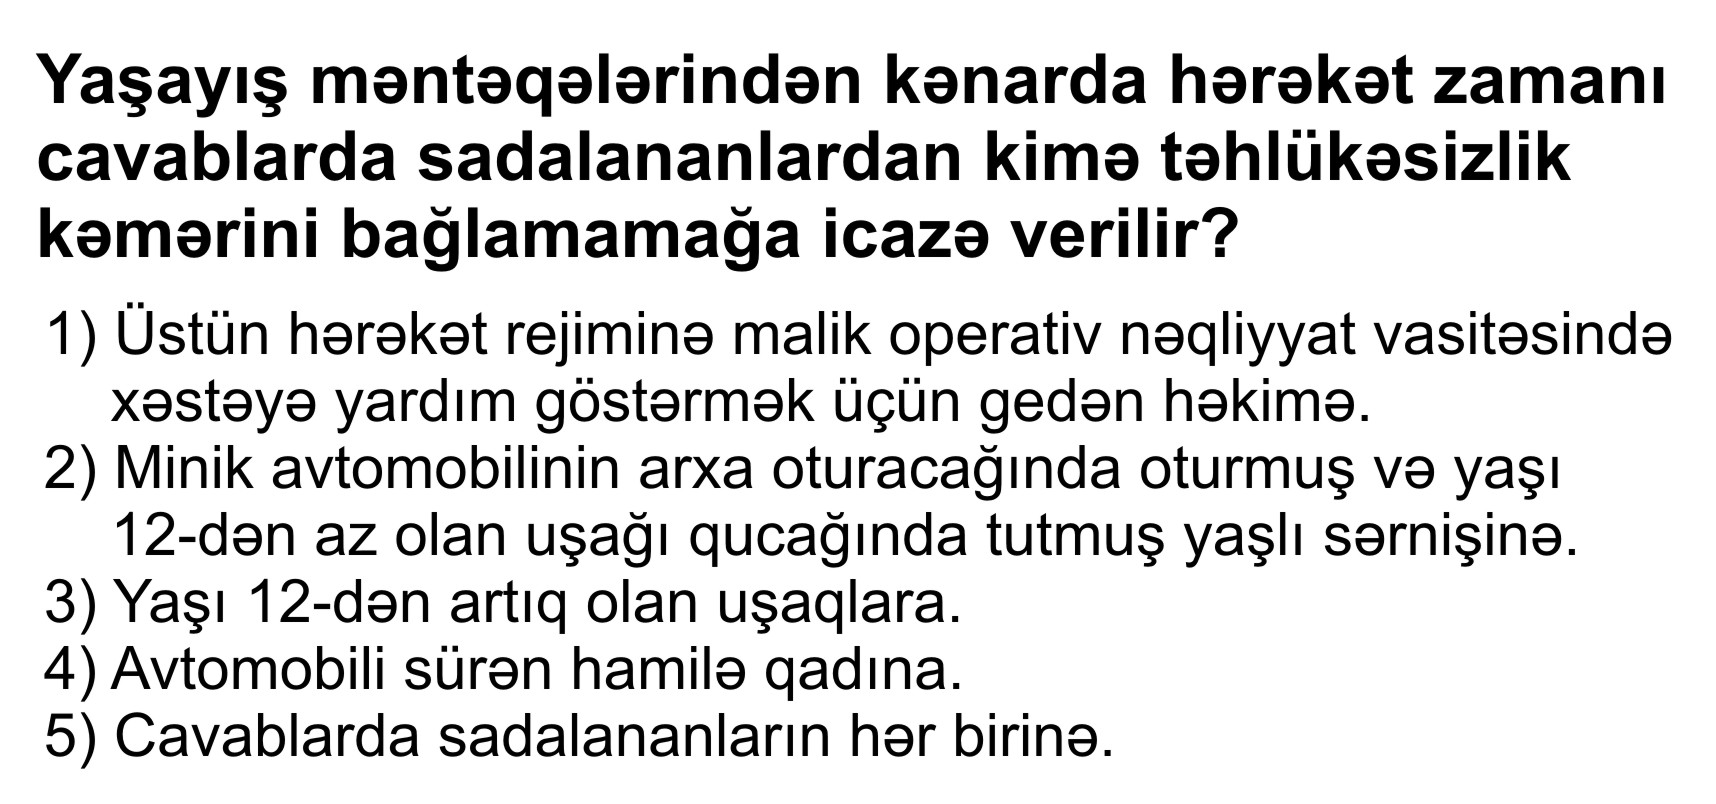 Yaşayış məntəqələrindən kənarda hərəkət zamanı
cavablarda sadalananlardan kimə təhlükəsizlik
kəmərini bağlamamağa icazə verilir?
1) Üstün hərəkət rejiminə malik operativ nəqliyyat vasitəsində
xəstəyə yardım göstərmək üçün gedən həkimə.
2) Minik avtomobilinin arxa oturacağında oturmuş və yaşı
12-dən az olan uşağı qucağında tutmuş yaşlı sərnişinə.
3) Yaşı 12-dən artıq olan uşaqlara.
4) Avtomobili sürən hamilə qadına.
5) Cavablarda sadalananların hər birinə.